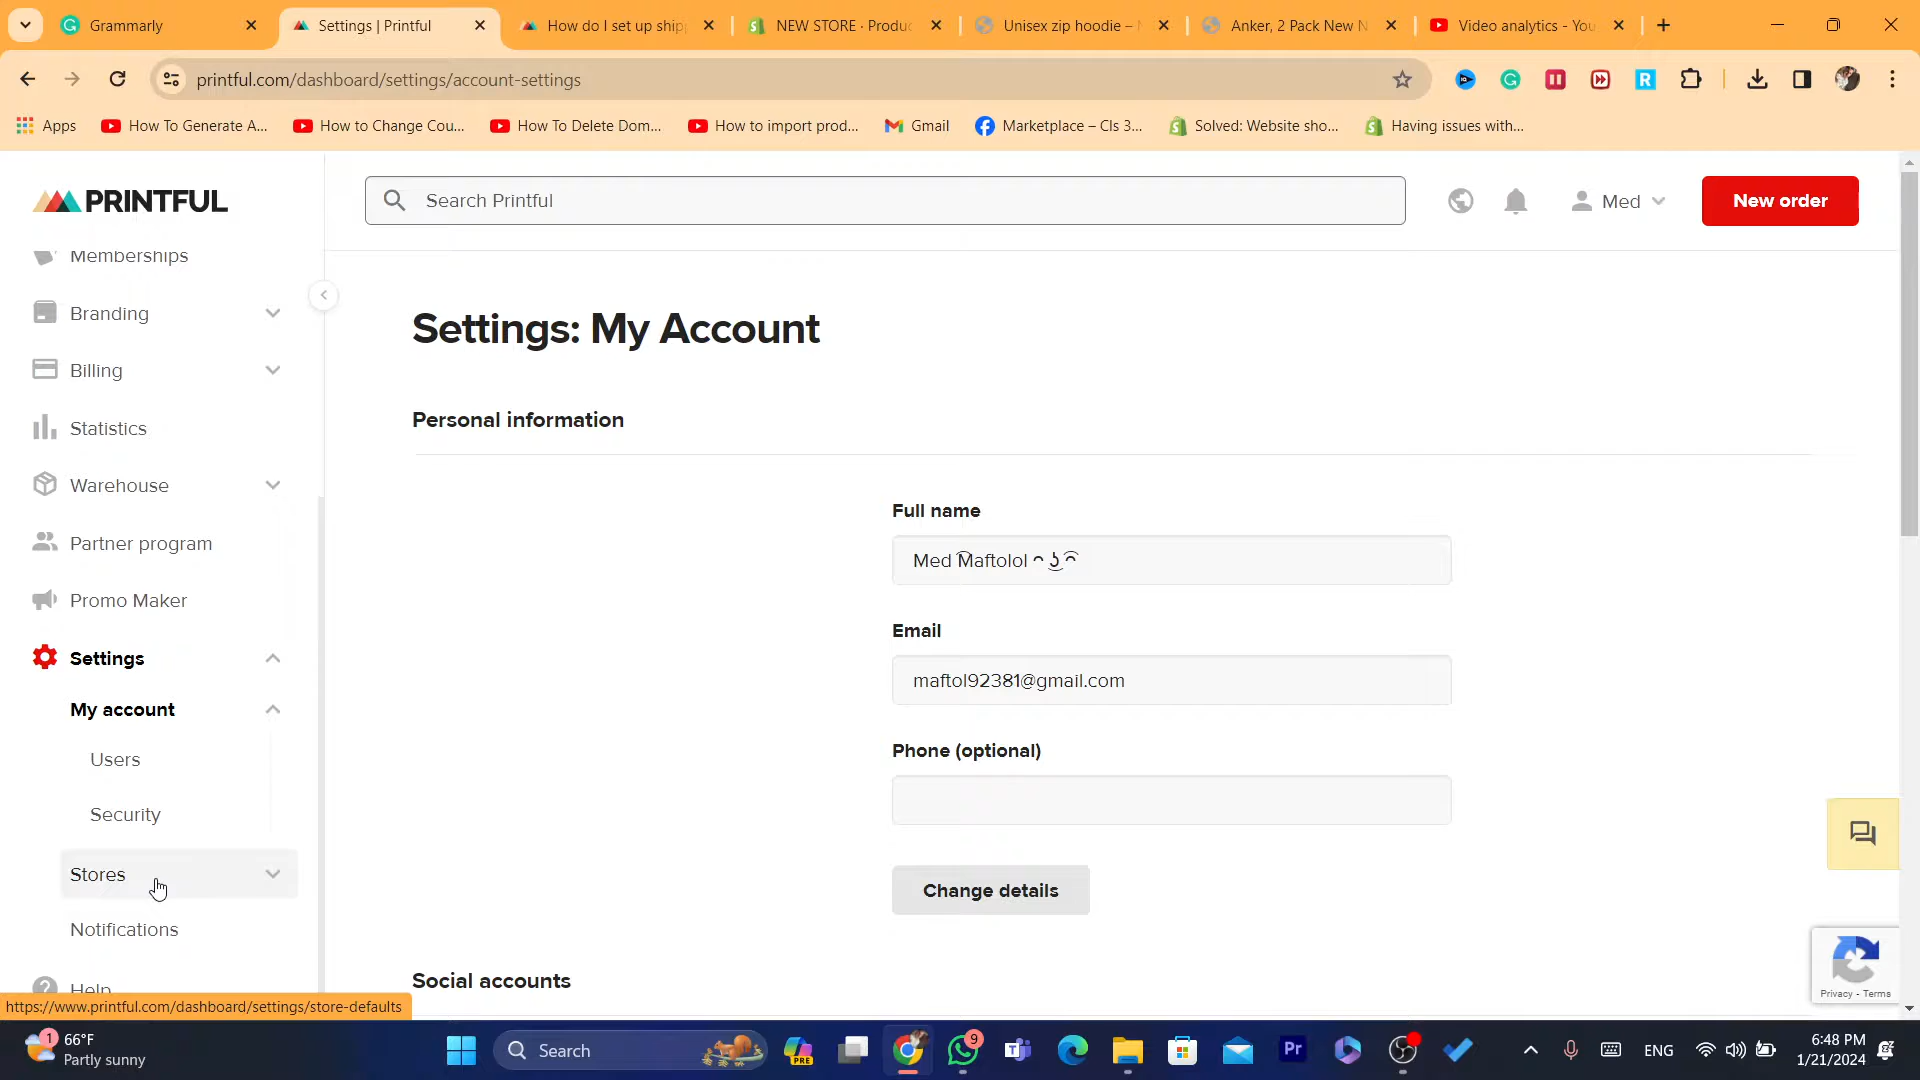 Grammarly
Settings | Printful
How do I set up ship
NEW STORE · Produc
Unisex zip hoodie –
Anker, 2 Pack New N
Video analytics - You
printful.com/dashboard/settings/account-settings
Apps
How To Generate A...
How to Change Cou...
How To Delete Dom...
How to import prod...
Gmail
Marketplace – Cls 3...
Solved: Website sho...
Having issues with...
PRINTFUL
Search Printful
Med
New order
Memberships
Branding
Billing
Statistics
Warehouse
Partner program
Promo Maker
Settings
My account
Users
Security
Stores
Notifications
Help
Settings: My Account
Personal information
Full name
Med Maftolol
Email
maftol92381@gmail.com
Phone (optional)
Change details
Social accounts
Privacy - Terms
https://www.printful.com/dashboard/settings/store-defaults
1
66°F
Partly sunny
Search
PRE
9
Pr
ENG
6:48 PM
1/21/2024